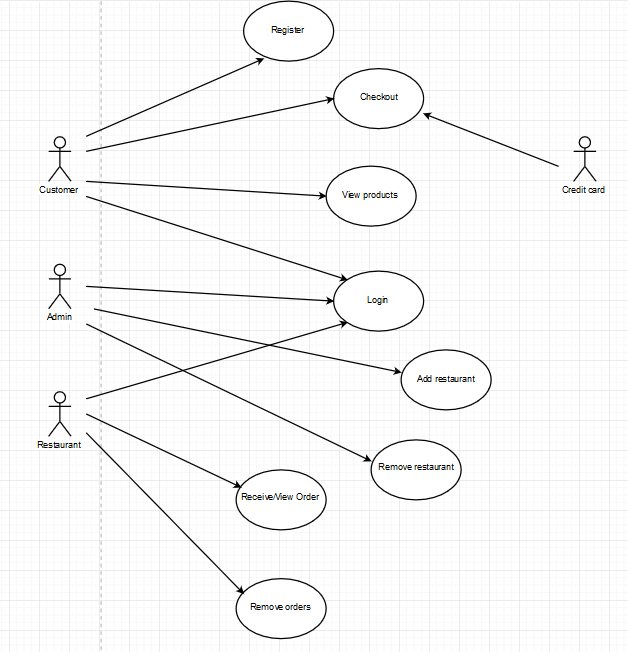 Register
Checkout
Customer
Credit card
View products
Admin
Login
Add restaurant
Restaurant
Remove restaurant
Receive/View Order
Remove orders